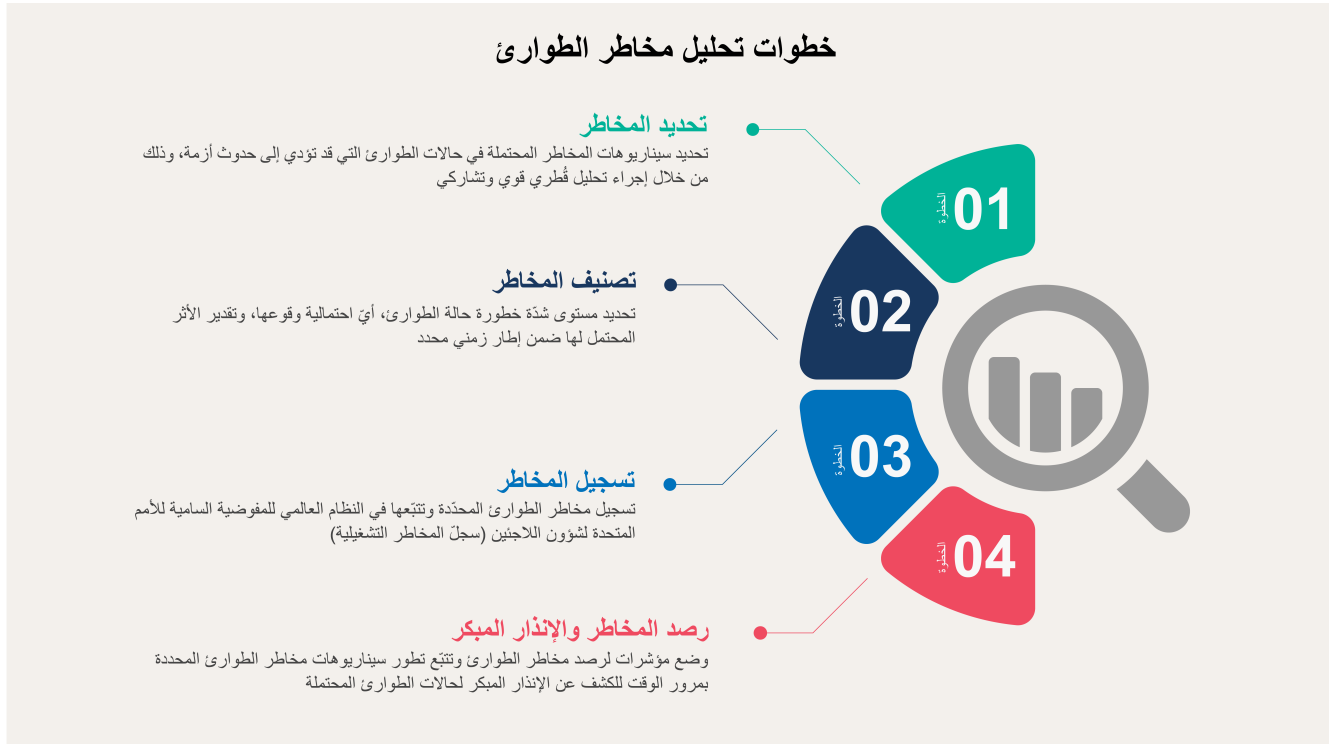 خطوات تحليل مخاطر الطوارئ
01
الخطوة
تحديد المخاطر
تحديد سيناريوهات المخاطر المحتملة في حالات الطوارئ التي قد تؤدي إلى حدوث أزمة، وذلك
من خلال إجراء تحليل قُطري قوي وتشاركي
02
الخطوة
تصنيف المخاطر
تحديد مستوى شدّة خطورة حالة الطوارئ، أيّ احتمالية وقوعها، وتقدير الأثر
المحتمل لها ضمن إطار زمني محدد
03
الخطوة
تسجيل المخاطر
تسجيل مخاطر الطوارئ المحدّدة وتتبّعها في النظام العالمي للمفوضية السامية للأمم
المتحدة لشؤون اللاجئين (سجلّ المخاطر التشغيلية)
04
الخطوة
رصد المخاطر والإنذار المبكر
وضع مؤشرات لرصد مخاطر الطوارئ وتتبّع تطور سيناريوهات مخاطر الطوارئ المحددة
بمرور الوقت للكشف عن الإنذار المبكر لحالات الطوارئ المحتملة